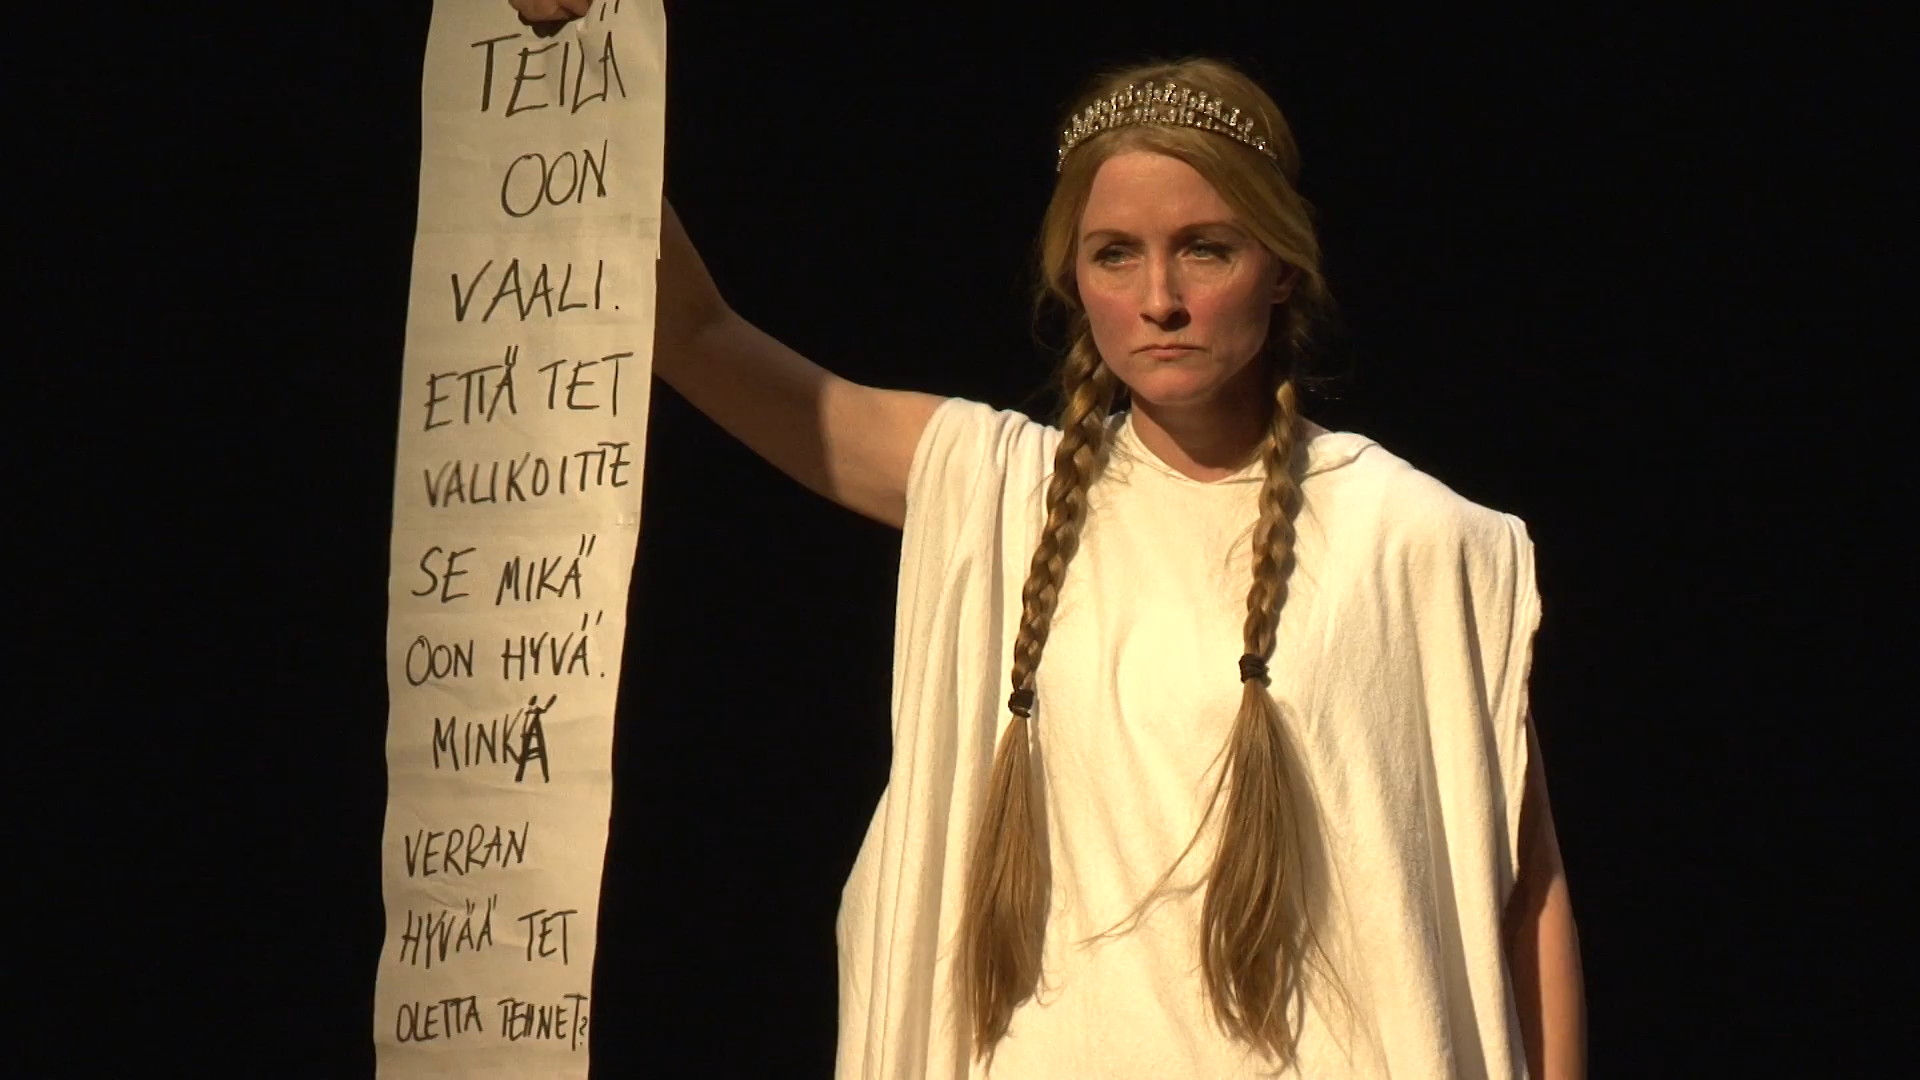 TEILÄ
OON
VAALI.
ETTÄ TET
VALIKOITTE
SE MIKÄ
OON HYVÄ.
MINKÄ
VERRAN
HYVÄÄ TET
OLETTA TEHNET?